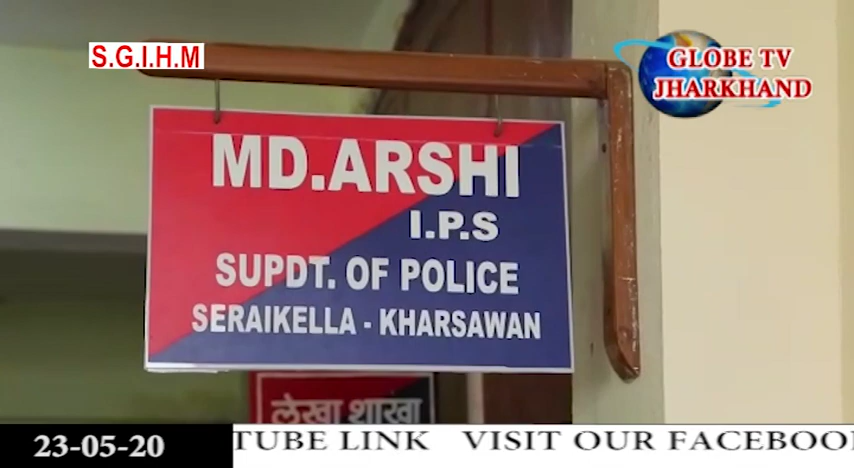 S.G.I.H.M
GLOBE TV
JHARKHAND
MD.ARSHI
I.P.S
SUPDT. OF POLICE
SERAIKELLA - KHARSAWAN
लेखा शाखा
23-05-20
TUBE LINK VISIT OUR FACEBOO